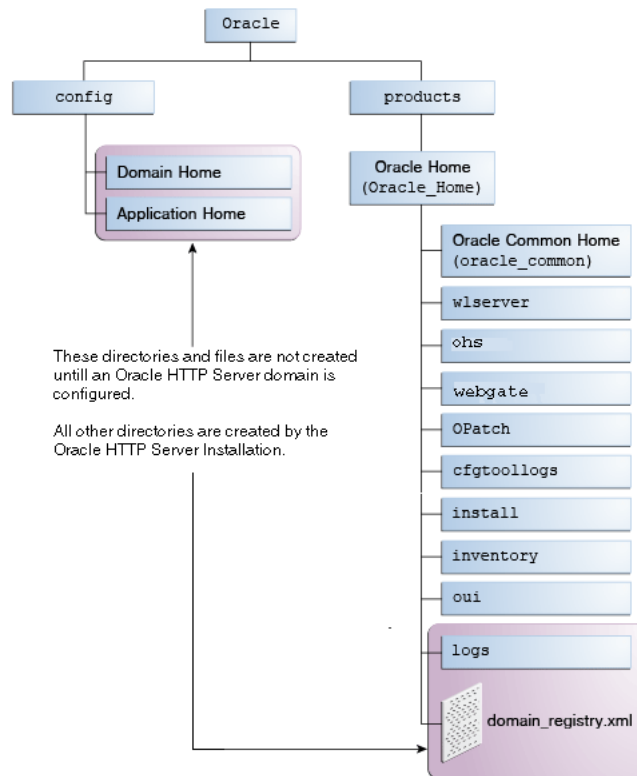 Oracle
config
products
Domain Home
Application Home
Oracle Home
(Oracle_Home)
Oracle Common Home
(oracle_common)
wlserver
ohs
webgate
OPatch
cfgtoollogs
install
inventory
oui
logs
domain_registry.xml
These directories and files are not created
untill an Oracle HTTP Server domain is
configured.
All other directories are created by the
Oracle HTTP Server Installation.